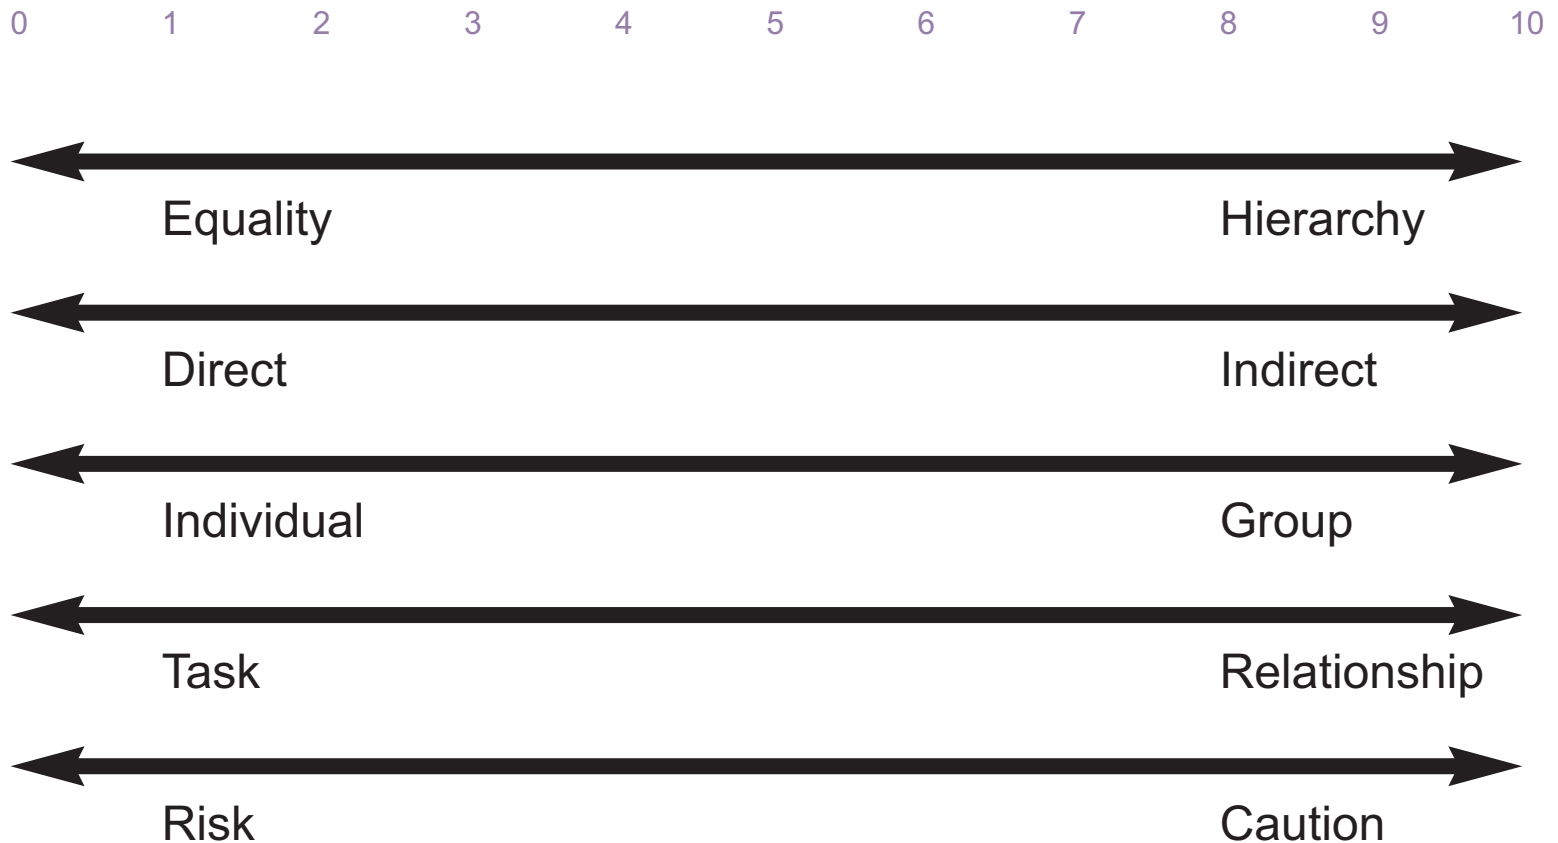 0 1 2 3 4 5 6 7 8 9 10
Equality Hierarchy
Direct Indirect
Individual Group
Task Relationship
Risk Caution